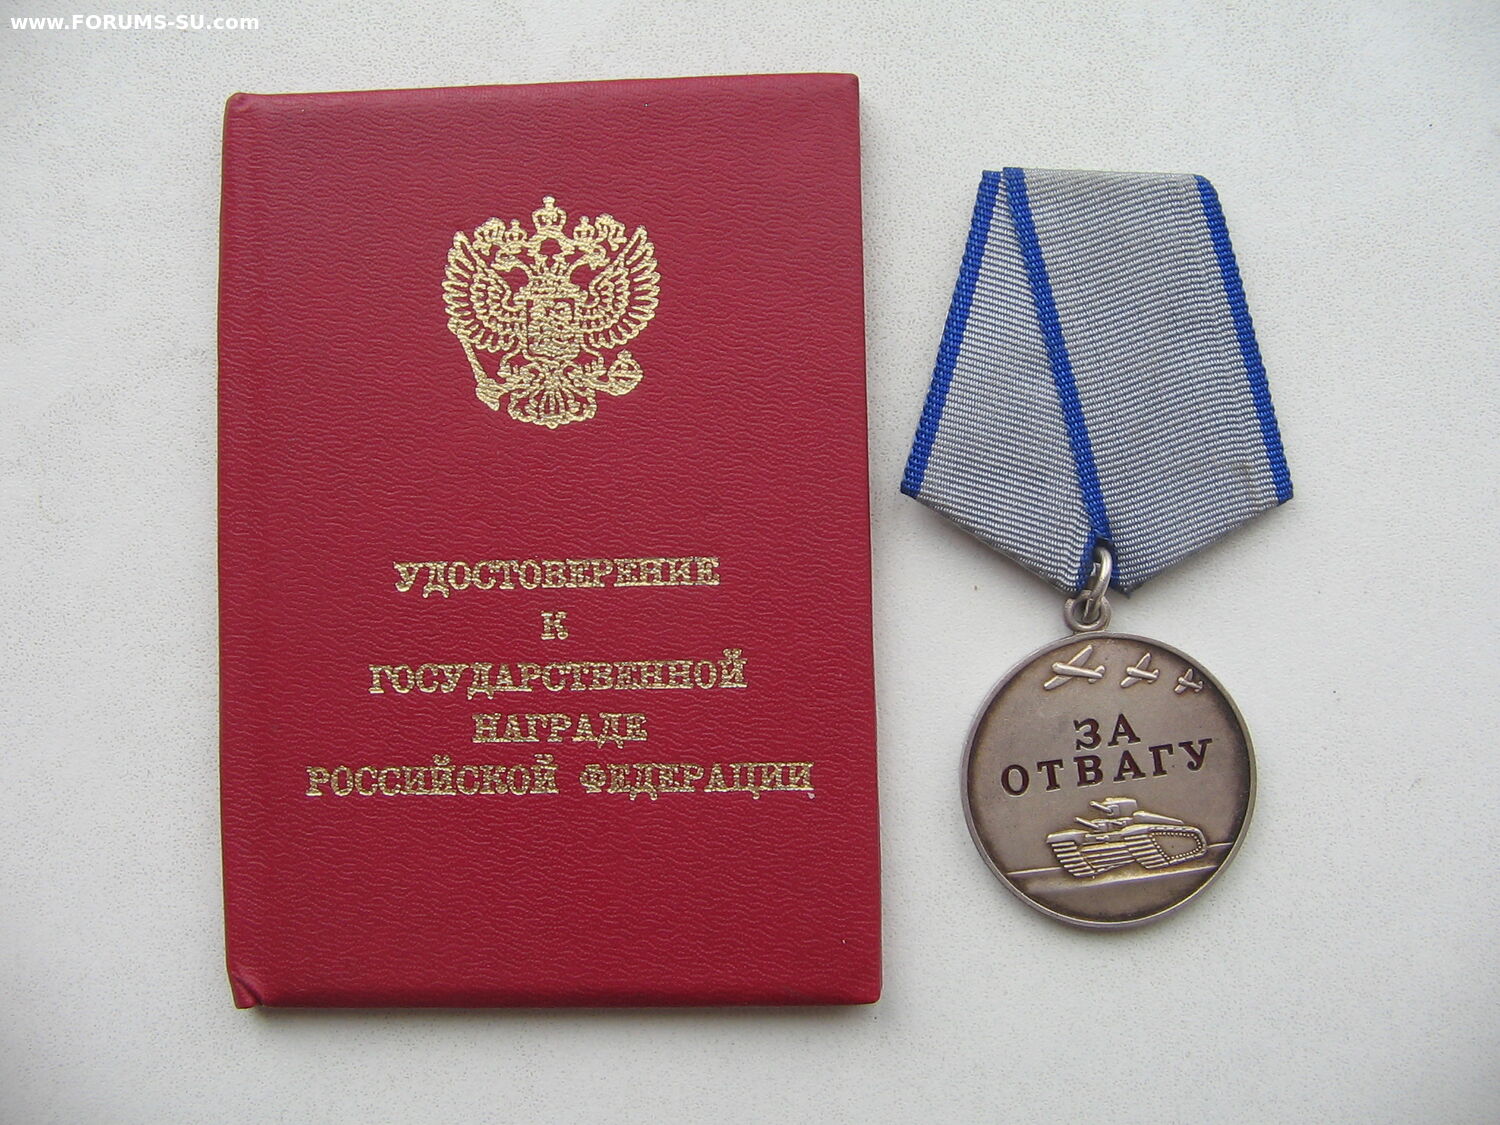 www.FORUMS-SU.com
УДОСТОВЕРЕНИЕ
К
ГОСУДАРСТВЕННОЙ
НАГРАДЕ
РОССИЙСКОЙ ФЕДЕРАЦИИ
ЗА
ОТВАГУ